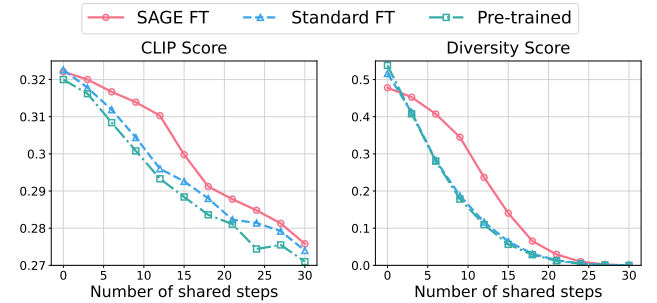 SAGE FT Standard FT Pre-trained
CLIP Score
0.32
0.31
0.3
0.29
0.28
0.27
0 5 10 15 20 25 30
Number of shared steps
Diversity Score
0.5
0.4
0.3
0.2
0.1
0.0
0 5 10 15 20 25 30
Number of shared steps